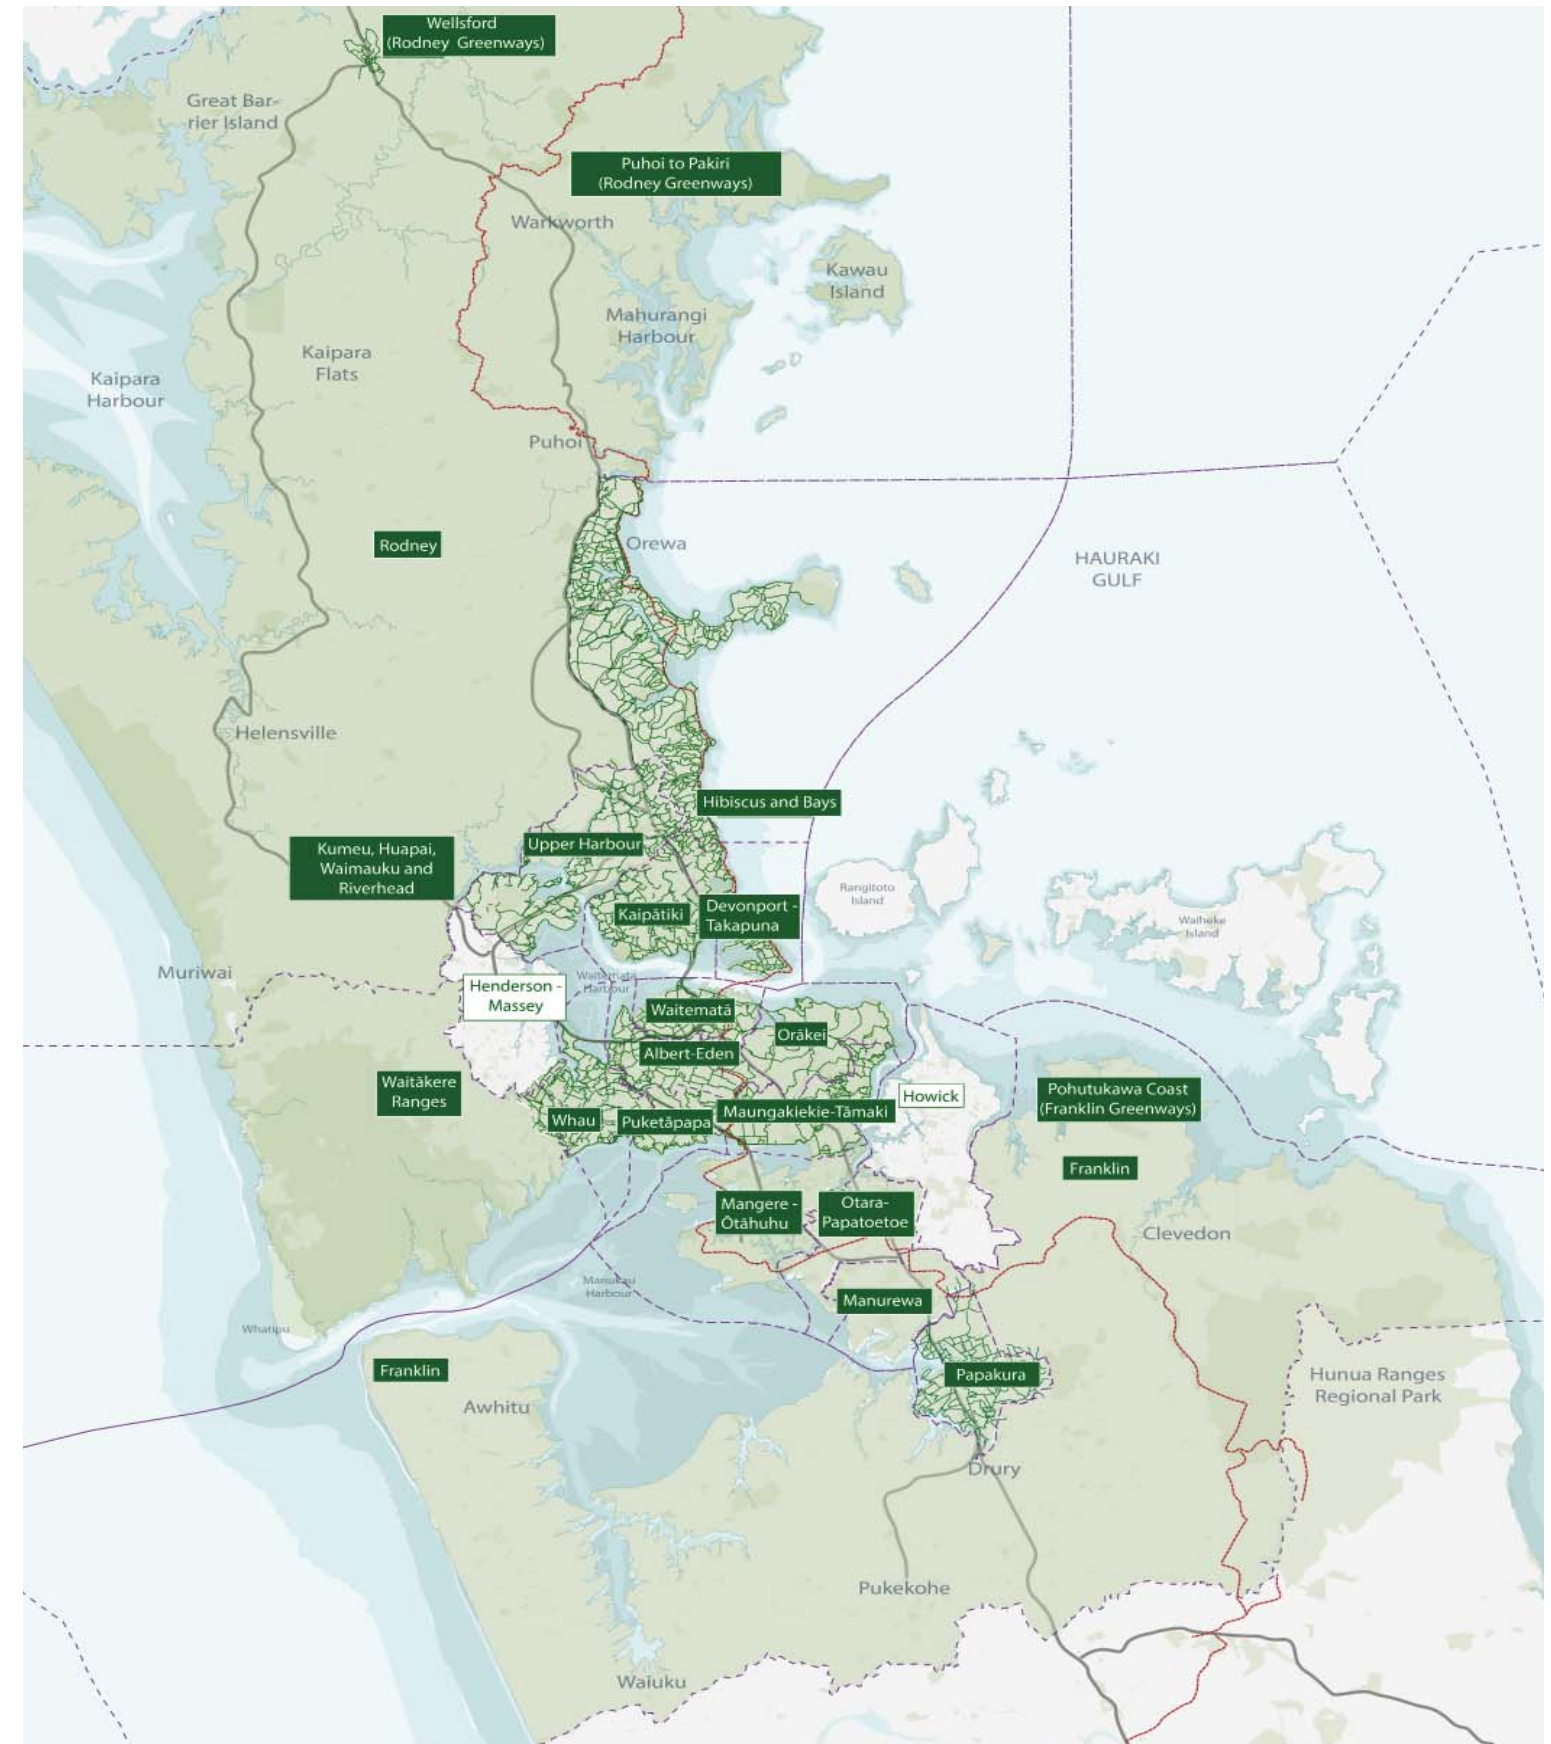 Wellsford
(Rodney Greenways)
Great Bar-
rier Island
Puhoi to Pakiri
(Rodney Greenways)
Warkworth
Kawau
Island
Mahurangi
Harbour
Kaipara
Flats
Kaipara
Harbour
Puhoi
Rodney
Orewa
HAURAKI
GULF
Helensville
Hibiscus and Bays
Upper Harbour
Kumeu, Huapai,
Waimauku and
Riverhead
Rangitoto
Island
Kaipātiki
Devonport -
Takapuna
Waiheke
Island
Muriwai
Waitemata
Harbour
Henderson -
Massey
Waitematā
Orākei
Albert-Eden
Waitākere
Ranges
Howick
Pohutukawa Coast
(Franklin Greenways)
Whau
Puketāpapa
Maungakiekie-Tāmaki
Franklin
Mangere -
Ōtāhuhu
Otara-
Papatoetoe
Clevedon
Manukau
Harbour
Manurewa
Whatipu
Franklin
Papakura
Hunua Ranges
Regional Park
Awhitu
Drury
Pukekohe
Waiuku